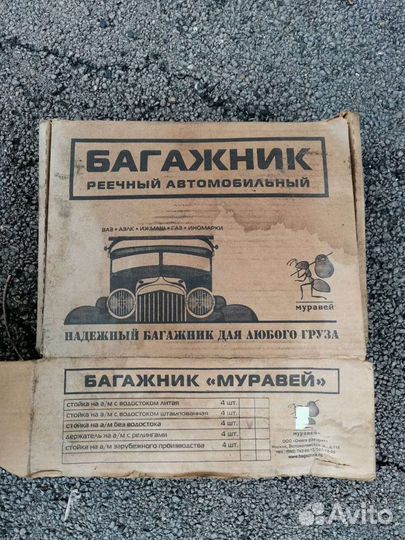 БАГАЖНИК
РЕЕЧНЫЙ АВТОМОБИЛЬНЫЙ
ВАЗ • АЗЛК • ИЖМАШ • ГАЗ • ИНОМАРКИ
муравей
НАДЕЖНЫЙ БАГАЖНИК ДЛЯ ЛЮБОГО ГРУЗА
БАГАЖНИК «МУРАВЕЙ»
стойка на а/м с водостоком литая 4 шт.
стойка на а/м с водостоком штампованная 4 шт.
стойка на а/м без водостока 4 шт.
держатель на а/м с релингами 4 шт.
стойка на а/м зарубежного производства 4 шт.
муравей
ООО
Москва,
Avito